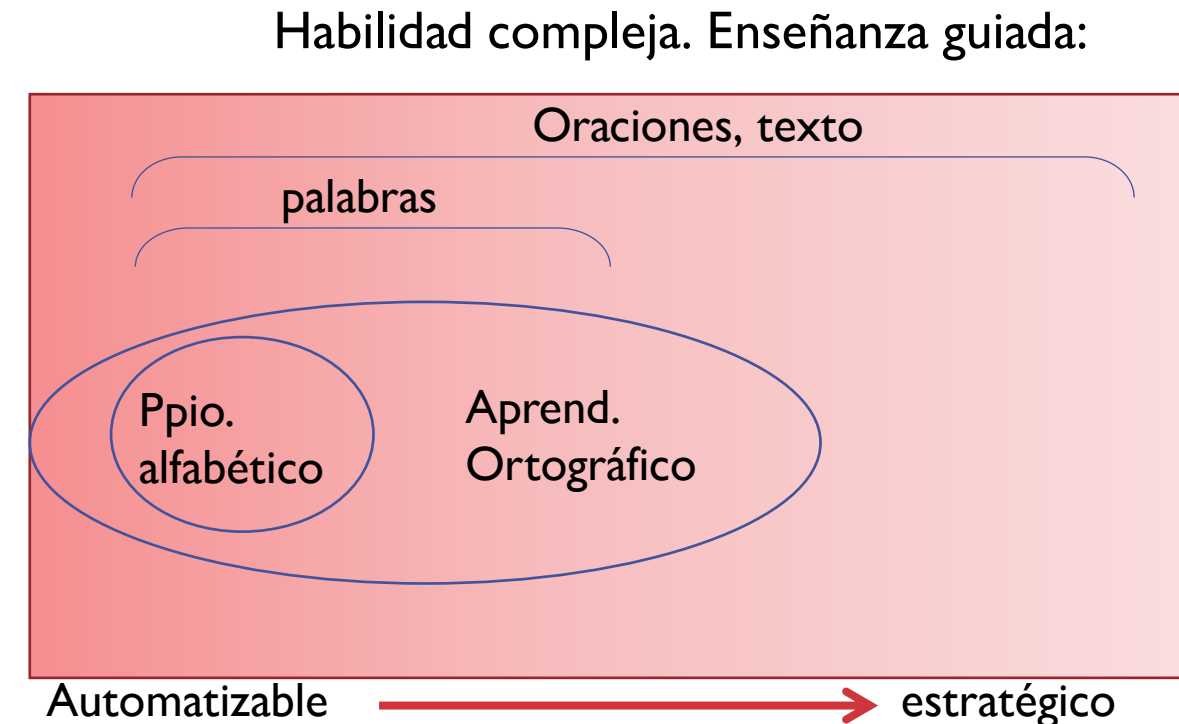 Habilidad compleja. Enseñanza guiada:
Oraciones, texto
palabras
Ppio.
alfabético
Aprend.
Ortográfico
Automatizable
estratégico